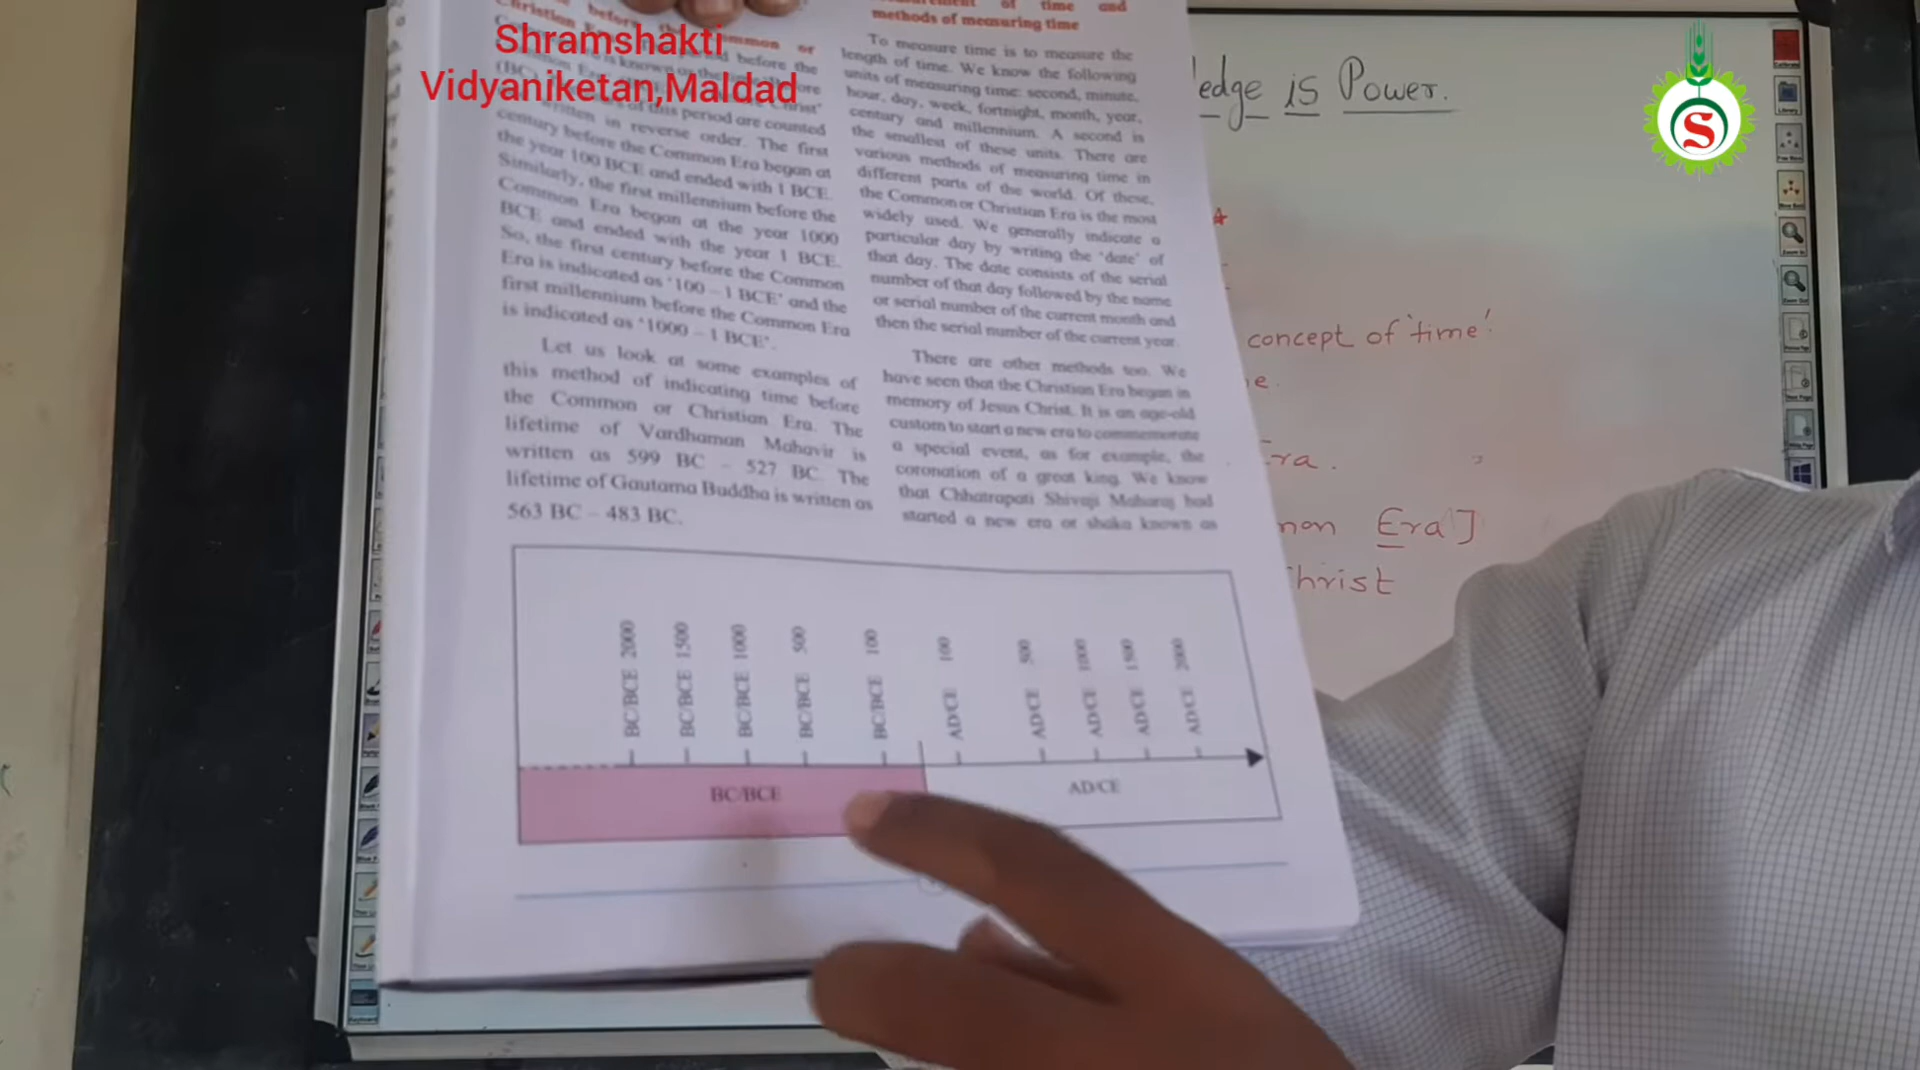 Shramshakti
Vidyaniketan,Maldad
S
edge is Power.
concept of 'time'
e.
ra.
non Era]
hrist
before the
(BC)
of this period are counted
written in reverse order. The first
century before the Common Era began at
the year 100 BCE and ended with 1 BCE.
Similarly, the first millennium before the
Common Era began at the year 1000
BCE and ended with the year 1 BCE.
So, the first century before the Common
Era is indicated as '100 – 1 BCE' and the
first millennium before the Common Era
is indicated as '1000 – 1 BCE'.
Let us look at some examples of
this method of indicating time before
the Common or Christian Era. The
lifetime of Vardhaman Mahavir is
written as 599 BC – 527 BC. The
lifetime of Gautama Buddha is written as
563 BC – 483 BC.
of time and
methods of measuring time
To measure time is to measure the
length of time. We know the following
units of measuring time: second, minute,
hour, day, week, fortnight, month, year,
century and millennium. A second is
the smallest of these units. There are
various methods of measuring time in
different parts of the world. Of these,
the Common or Christian Era is the most
widely used. We generally indicate a
particular day by writing the 'date' of
that day. The date consists of the serial
number of that day followed by the name
or serial number of the current month and
then the serial number of the current year.
There are other methods too. We
have seen that the Christian Era began in
memory of Jesus Christ. It is an age-old
custom to start a new era to commemorate
a special event, as for example, the
coronation of a great king. We know
that Chhatrapati Shivaji Maharaj had
started a new era or shaka known as
BC/BCE 2000
BC/BCE 1500
BC/BCE 1000
BC/BCE 500
BC/BCE 100
AD/CE 100
AD/CE 500
AD/CE 1000
AD/CE 1500
AD/CE 2000
BC/BCE
AD/CE